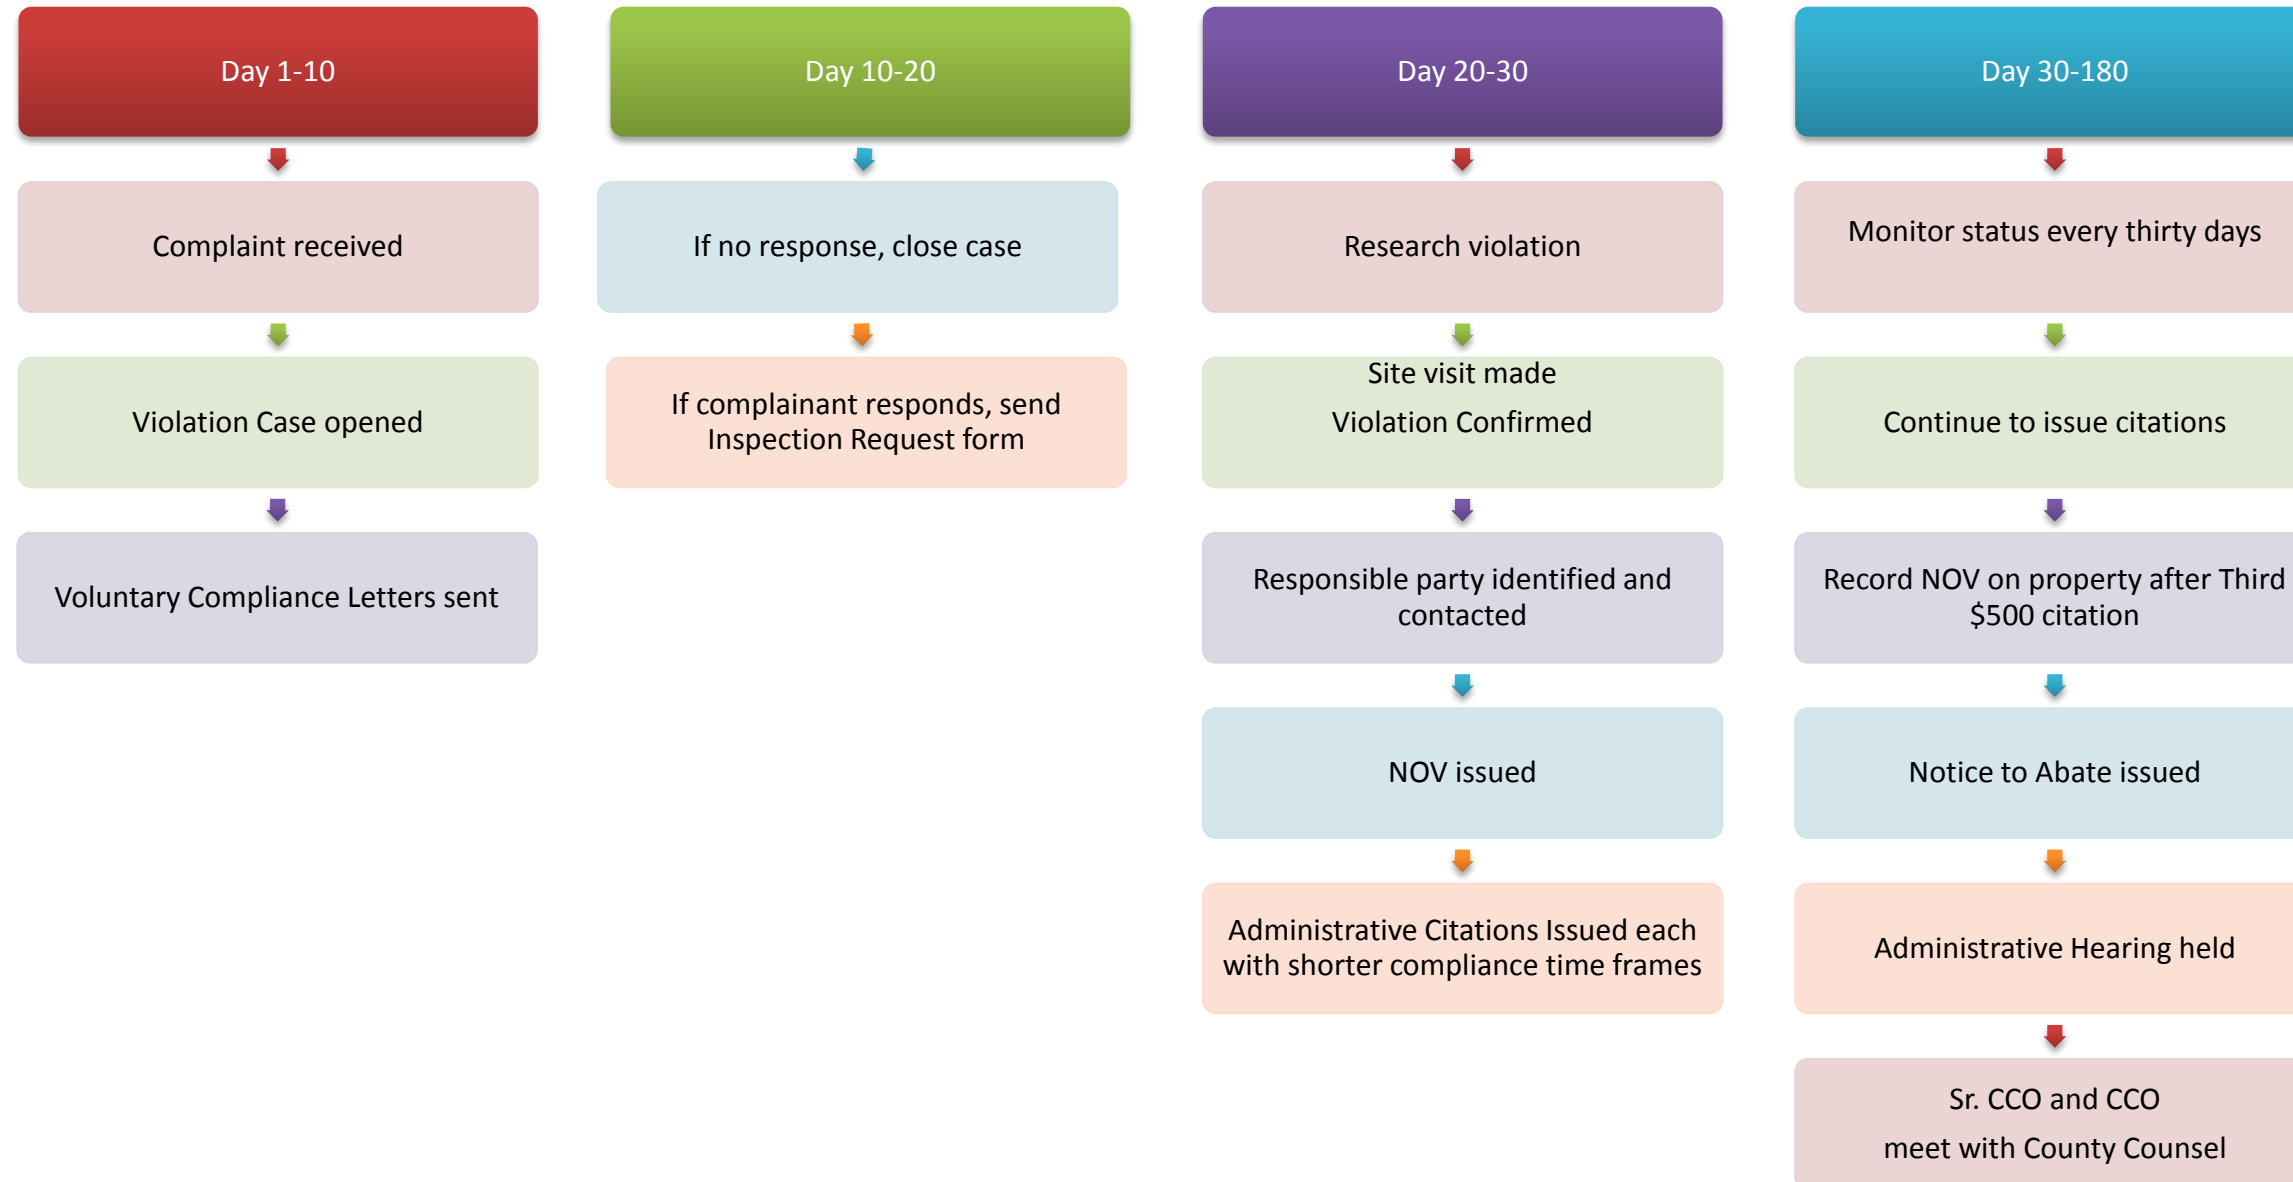 Day 1-10
Complaint received
Violation Case opened
Voluntary Compliance Letters sent
Day 10-20
If no response, close case
If complainant responds, send
Inspection Request form
Day 20-30
Research violation
Site visit made
Violation Confirmed
Responsible party identified and
contacted
NOV issued
Administrative Citations Issued each
with shorter compliance time frames
Day 30-180
Monitor status every thirty days
Continue to issue citations
Record NOV on property after Third
$500 citation
Notice to Abate issued
Administrative Hearing held
Sr. CCO and CCO
meet with County Counsel